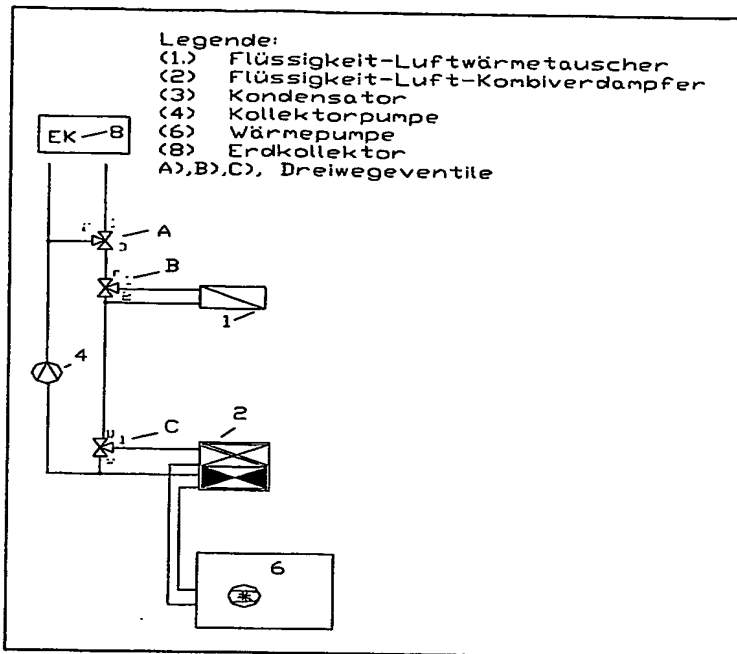 Legende:
(1.) Flüssigkeit-Luftwärmetauscher
(2) Flüssigkeit-Luft-Kombiverdampfer
(3) Kondensator
(4) Kollektorpumpe
(6) Wärmepumpe
(8) Erdkollektor
A),B),C), Dreiwegeventile
EK 8
A
B
1
4
C
2
6